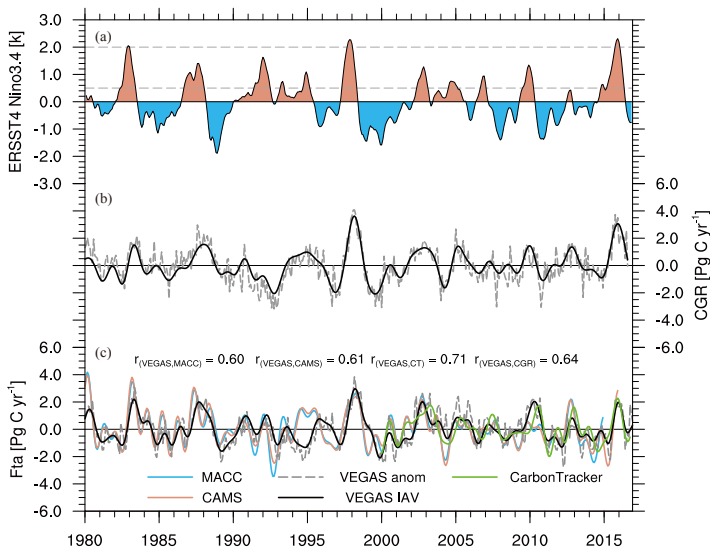 (a)
ERSST4 Nino3.4 [k]
3.0
2.0
1.0
0.0
-1.0
-2.0
-3.0
(b)
6.0
4.0
2.0
0.0
-2.0
-4.0
-6.0
CGR [Pg C yr⁻¹]
(c)
r(VEGAS,MACC) = 0.60 r(VEGAS,CAMS) = 0.61 r(VEGAS,CT) = 0.71 r(VEGAS,CGR) = 0.64
Fta [Pg C yr⁻¹]
6.0
4.0
2.0
0.0
-2.0
-4.0
-6.0
MACC VEGAS anom CarbonTracker
CAMS VEGAS IAV
1980 1985 1990 1995 2000 2005 2010 2015